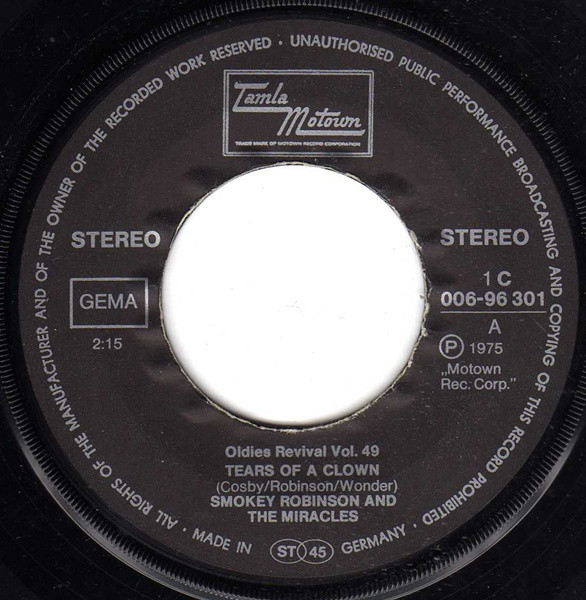 ALL RIGHTS OF THE MANUFACTURER AND OF THE OWNER OF THE RECORDED WORK RESERVED · UNAUTHORISED PUBLIC PERFORMANCE BROADCASTING AND COPYING OF THIS RECORD PROHIBITED ·
Tamla
Motown
TRADE MARK OF MOTOWN RECORD CORPORATION
STEREO
STEREO
GEMA
2:15
1 C
006-96 301
A
Ⓟ 1975
„Motown
Rec. Corp."
Oldies Revival Vol. 49
TEARS OF A CLOWN
(Cosby/Robinson/Wonder)
SMOKEY ROBINSON AND
THE MIRACLES
MADE IN ST 45 GERMANY ·